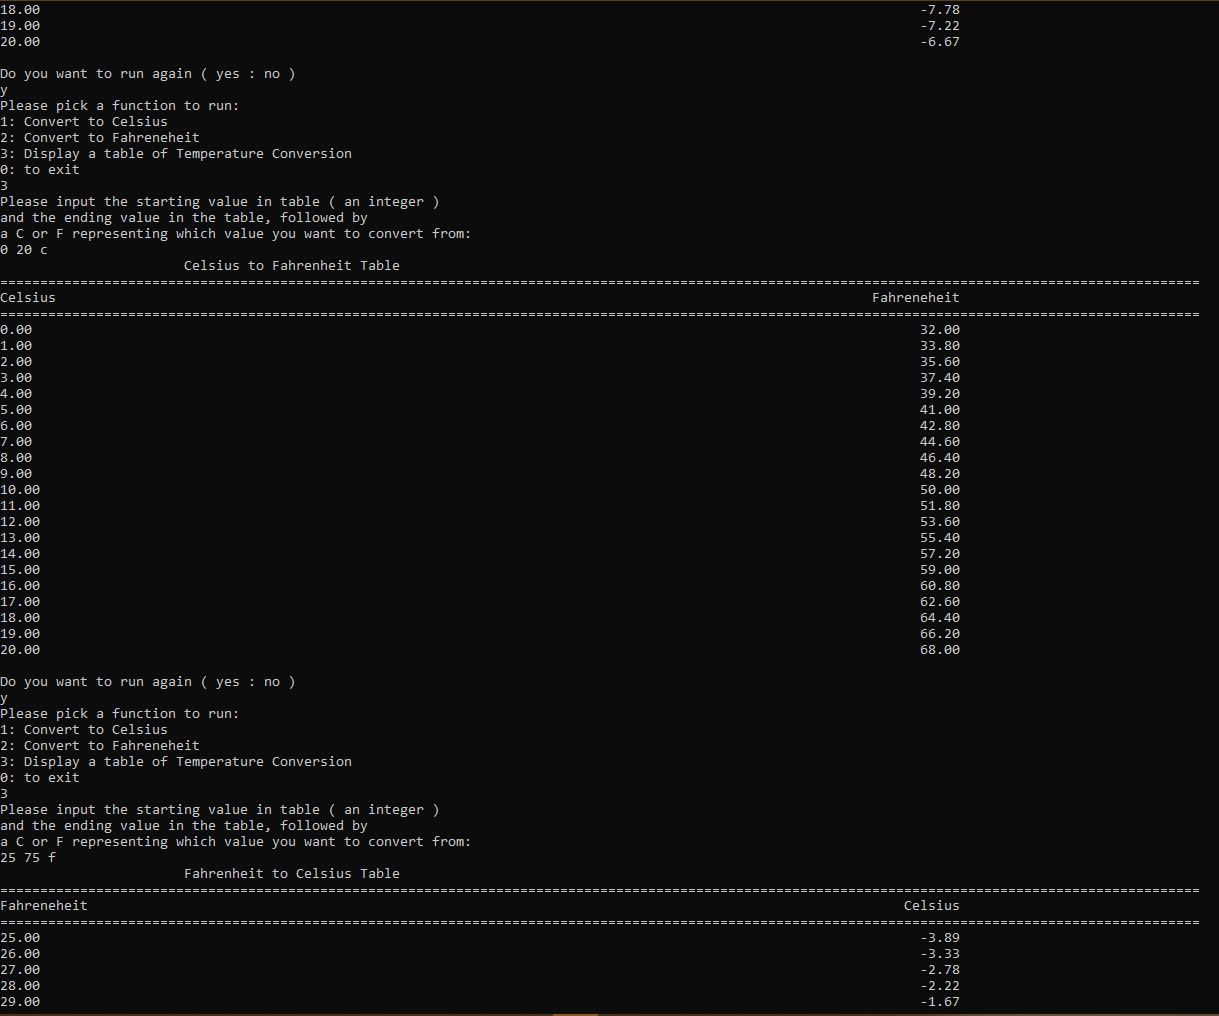 18.00 -7.78
19.00 -7.22
20.00 -6.67
Do you want to run again ( yes : no )
y
Please pick a function to run:
1: Convert to Celsius
2: Convert to Fahreneheit
3: Display a table of Temperature Conversion
0: to exit
3
Please input the starting value in table ( an integer )
and the ending value in the table, followed by
a C or F representing which value you want to convert from:
0 20 c
Celsius to Fahrenheit Table
======================================================================================================================================================
Celsius Fahreneheit
======================================================================================================================================================
0.00 32.00
1.00 33.80
2.00 35.60
3.00 37.40
4.00 39.20
5.00 41.00
6.00 42.80
7.00 44.60
8.00 46.40
9.00 48.20
10.00 50.00
11.00 51.80
12.00 53.60
13.00 55.40
14.00 57.20
15.00 59.00
16.00 60.80
17.00 62.60
18.00 64.40
19.00 66.20
20.00 68.00
Do you want to run again ( yes : no )
y
Please pick a function to run:
1: Convert to Celsius
2: Convert to Fahreneheit
3: Display a table of Temperature Conversion
0: to exit
3
Please input the starting value in table ( an integer )
and the ending value in the table, followed by
a C or F representing which value you want to convert from:
25 75 f
Fahrenheit to Celsius Table
======================================================================================================================================================
Fahreneheit Celsius
======================================================================================================================================================
25.00 -3.89
26.00 -3.33
27.00 -2.78
28.00 -2.22
29.00 -1.67